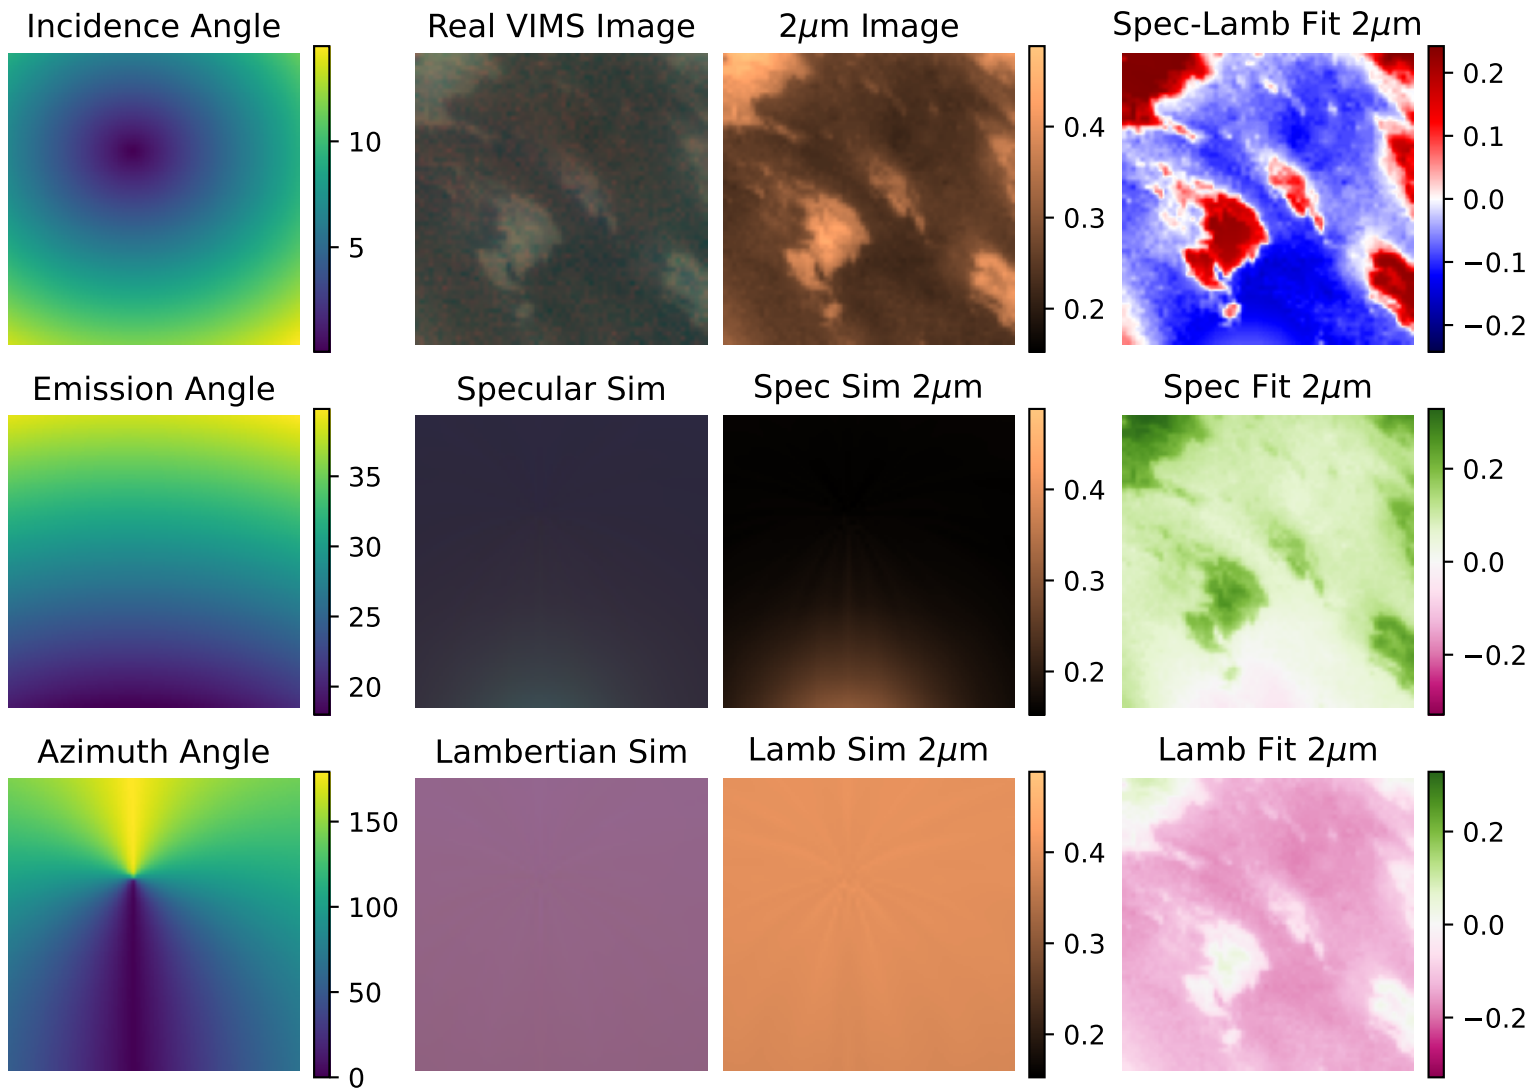 Incidence Angle
10
5
Real VIMS Image
2μm Image
0.4
0.3
0.2
Spec-Lamb Fit 2μm
0.2
0.1
0.0
−0.1
−0.2
Emission Angle
35
30
25
20
Specular Sim
Spec Sim 2μm
0.4
0.3
0.2
Spec Fit 2μm
0.2
0.0
−0.2
Azimuth Angle
150
100
50
0
Lambertian Sim
Lamb Sim 2μm
0.4
0.3
0.2
Lamb Fit 2μm
0.2
0.0
−0.2